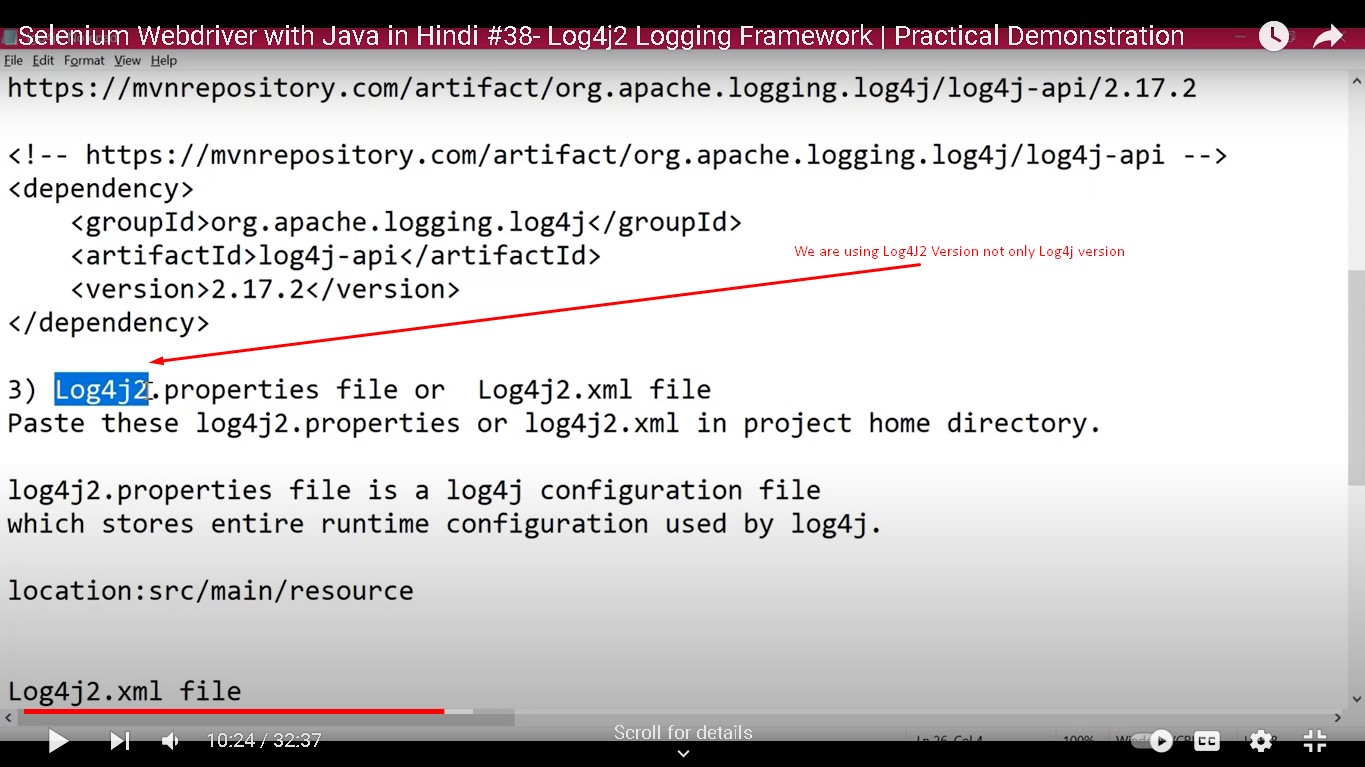 Selenium Webdriver with Java in Hindi #38- Log4j2 Logging Framework | Practical Demonstration
File Edit Format View Help
https://mvnrepository.com/artifact/org.apache.logging.log4j/log4j-api/2.17.2
<!-- https://mvnrepository.com/artifact/org.apache.logging.log4j/log4j-api -->
<dependency>
<groupId>org.apache.logging.log4j</groupId>
<artifactId>log4j-api</artifactId>
We are using Log4J2 Version not only Log4j version
<version>2.17.2</version>
</dependency>
3) Log4j2.properties file or Log4j2.xml file
Paste these log4j2.properties or log4j2.xml in project home directory.
log4j2.properties file is a log4j configuration file
which stores entire runtime configuration used by log4j.
location:src/main/resource
Log4j2.xml file
10:24 / 32:37
Scroll for details
Ln 26, Col 4
100%
CC